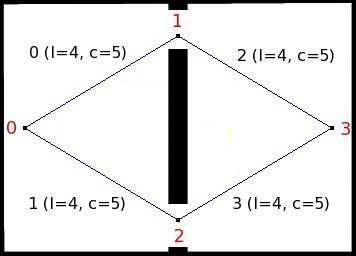 1
0 (l=4, c=5)
2 (l=4, c=5)
0
3
1 (l=4, c=5)
3 (l=4, c=5)
2